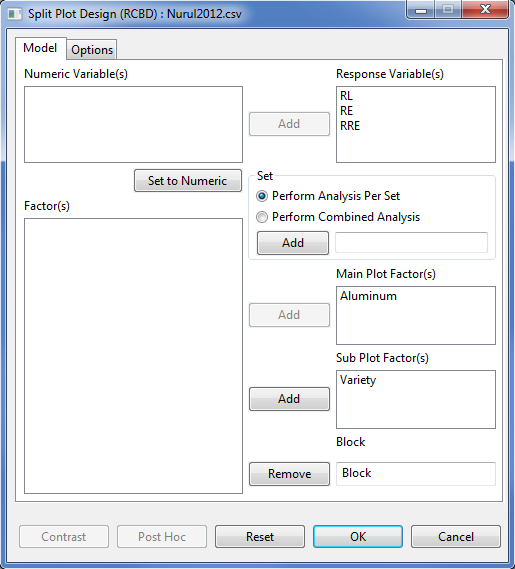 Split Plot Design (RCBD) : Nurul2012.csv
Model
Options
Numeric Variable(s)
Response Variable(s)
RL
RE
RRE
Add
Set to Numeric
Set
Perform Analysis Per Set
Perform Combined Analysis
Add
Factor(s)
Main Plot Factor(s)
Aluminum
Add
Sub Plot Factor(s)
Variety
Add
Block
Remove
Block
Contrast
Post Hoc
Reset
OK
Cancel